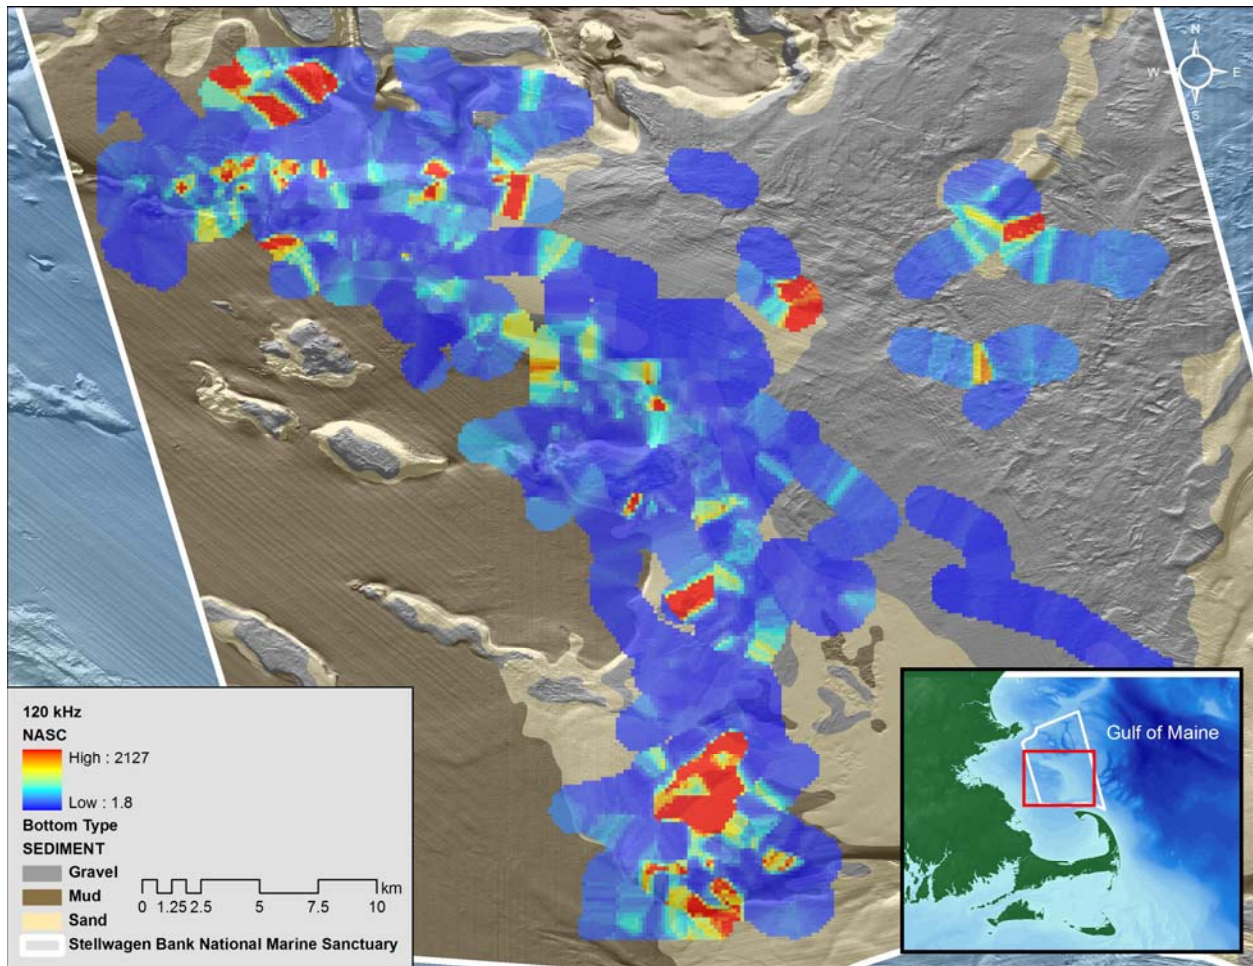 N
W E
S
120 kHz
NASC
High : 2127
Low : 1.8
Bottom Type
SEDIMENT
Gravel
Mud
Sand
Stellwagen Bank National Marine Sanctuary
km
0 1.25 2.5 5 7.5 10
Gulf of Maine